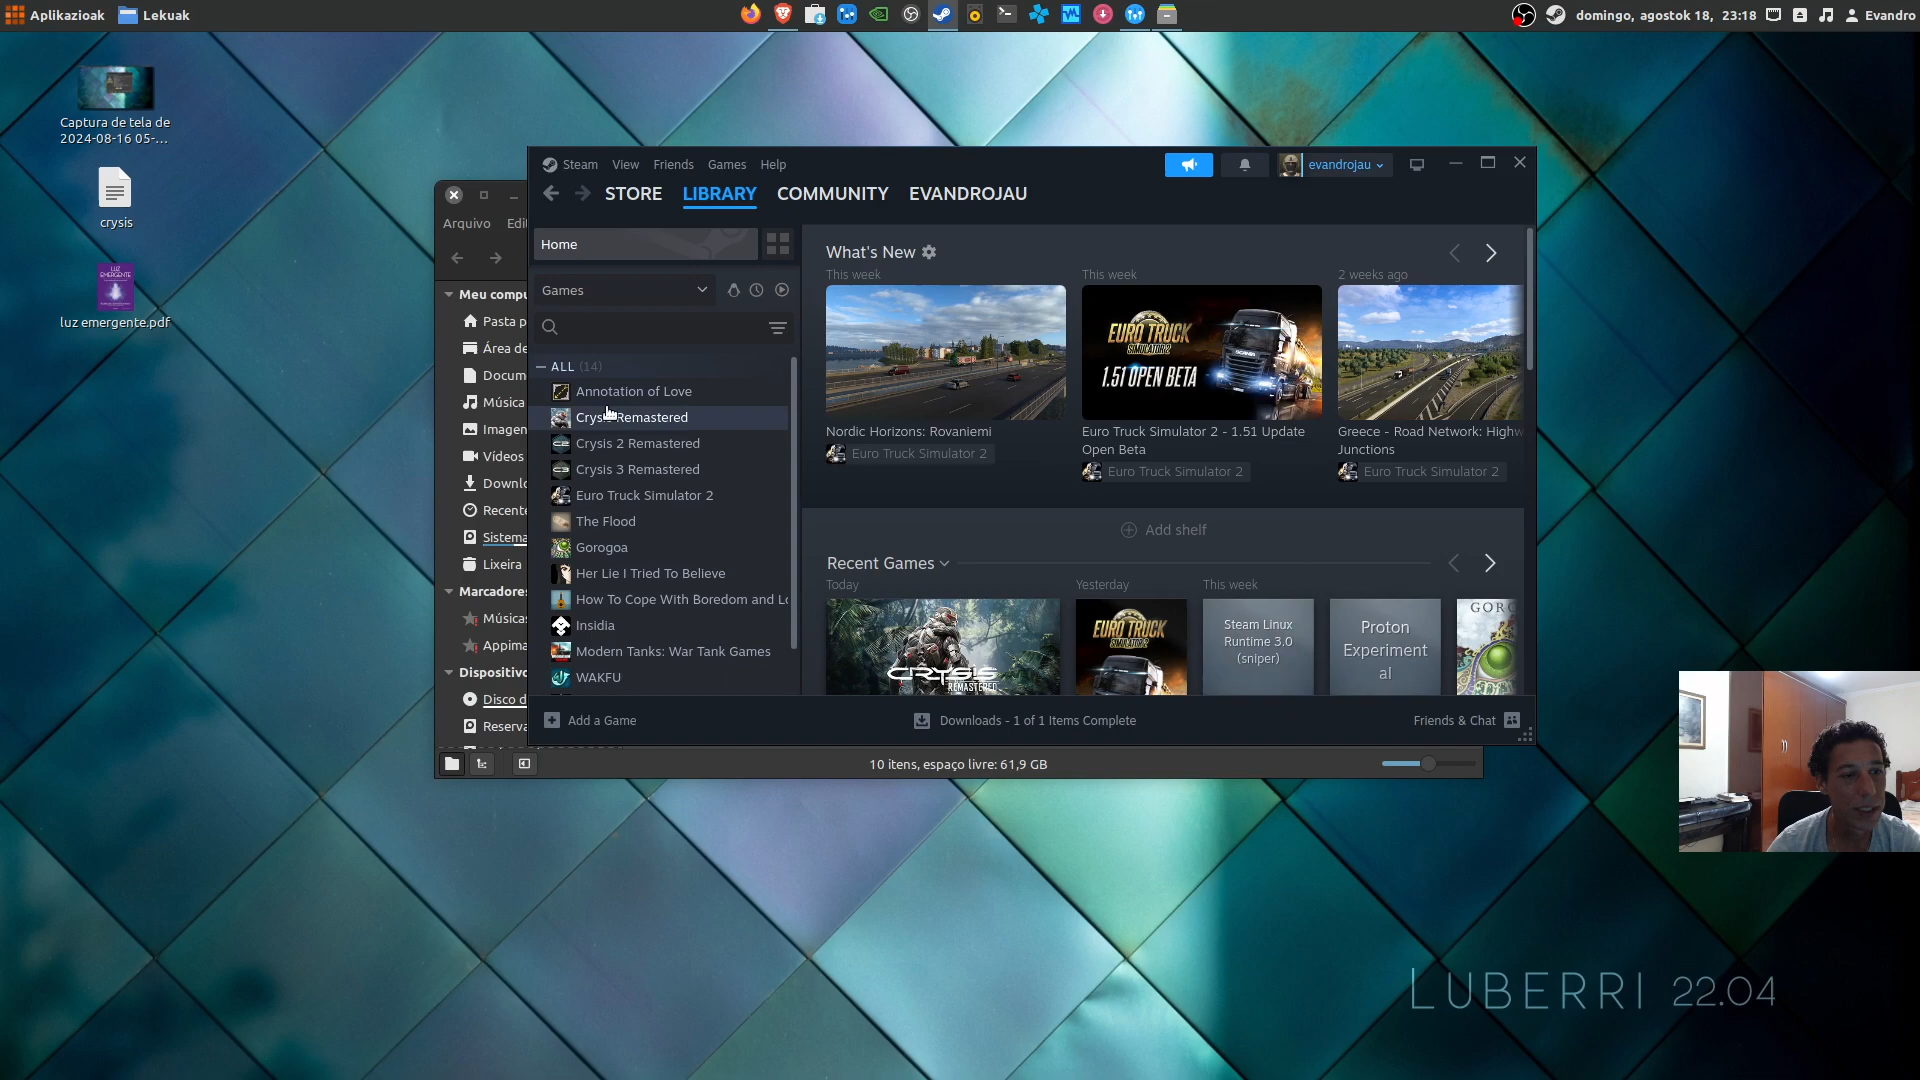 Aplikazioak
Lekuak
domingo, agostok 18, 23:18
Evandro
Captura de tela de
2024-08-16 05-...
crysis
LUZ
EMERGENTE
luz emergente.pdf
Arquivo
Edi
Meu compu
Pasta p
Área de
Docum
Música
Imagen
Vídeos
Downlo
Recente
Sistema
Lixeira
Marcadores
Músicas
Appima
Dispositivo
Disco d
Reserva
10 itens, espaço livre: 61,9 GB
Steam
View
Friends
Games
Help
evandrojau
STORE
LIBRARY
COMMUNITY
EVANDROJAU
Home
Games
ALL (14)
Annotation of Love
Crysis Remastered
Crysis 2 Remastered
Crysis 3 Remastered
Euro Truck Simulator 2
The Flood
Gorogoa
Her Lie I Tried To Believe
How To Cope With Boredom and Lo
Insidia
Modern Tanks: War Tank Games
WAKFU
What's New
This week
Nordic Horizons: Rovaniemi
Euro Truck Simulator 2
This week
EURO TRUCK
SIMULATOR 2
1.51 OPEN BETA
SCANIA
Euro Truck Simulator 2 - 1.51 Update
Open Beta
Euro Truck Simulator 2
2 weeks ago
Greece - Road Network: Highw
Junctions
Euro Truck Simulator 2
Add shelf
Recent Games
Today
CRYSIS
REMASTERED
Yesterday
EURO TRUCK
SIMULATOR 2
This week
Steam Linux
Runtime 3.0
(sniper)
Proton
Experiment
al
GORO
Add a Game
Downloads - 1 of 1 Items Complete
Friends & Chat
LUBERRI 22.04